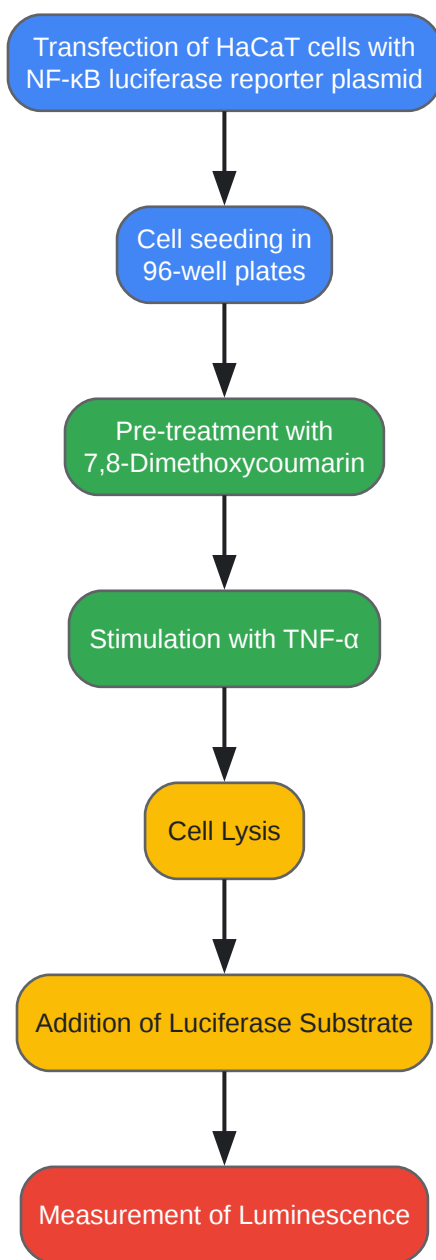 Transfection of HaCaT cells with
NF-κB luciferase reporter plasmid
Cell seeding in
96-well plates
Pre-treatment with
7,8-Dimethoxycoumarin
Stimulation with TNF-α
Cell Lysis
Addition of Luciferase Substrate
Measurement of Luminescence